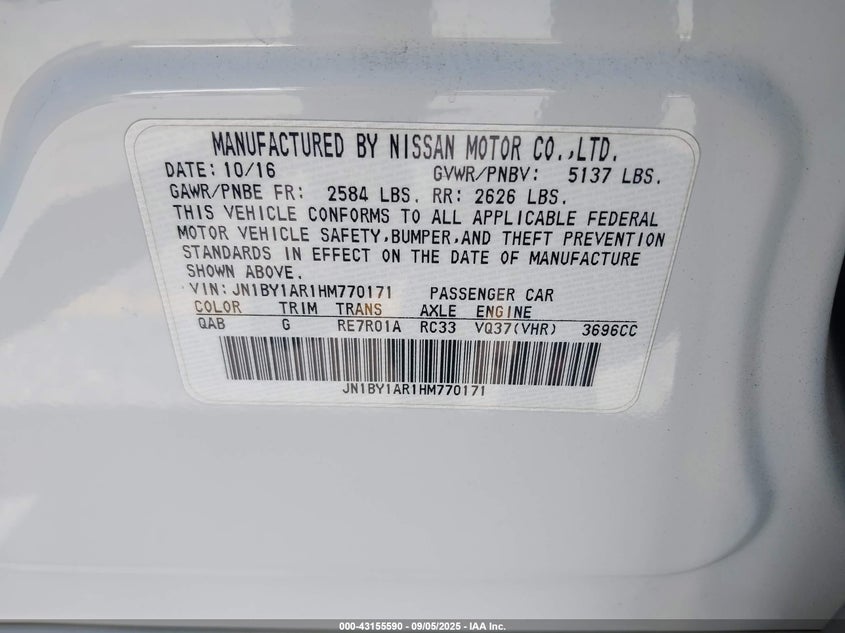 MANUFACTURED BY NISSAN MOTOR CO.,LTD.
DATE: 10/16 GVWR/PNBV: 5137 LBS.
GAWR/PNBE FR: 2584 LBS. RR: 2626 LBS.
THIS VEHICLE CONFORMS TO ALL APPLICABLE FEDERAL
MOTOR VEHICLE SAFETY,BUMPER,AND THEFT PREVENTION
STANDARDS IN EFFECT ON THE DATE OF MANUFACTURE
SHOWN ABOVE.
VIN:JN1BY1AR1HM770171 PASSENGER CAR
COLOR TRIM TRANS AXLE ENGINE
QAB G RE7R01A RC33 VQ37(VHR) 3696CC
JN1BY1AR1HM770171
000-43155590 - 09/05/2025 - IAA Inc.